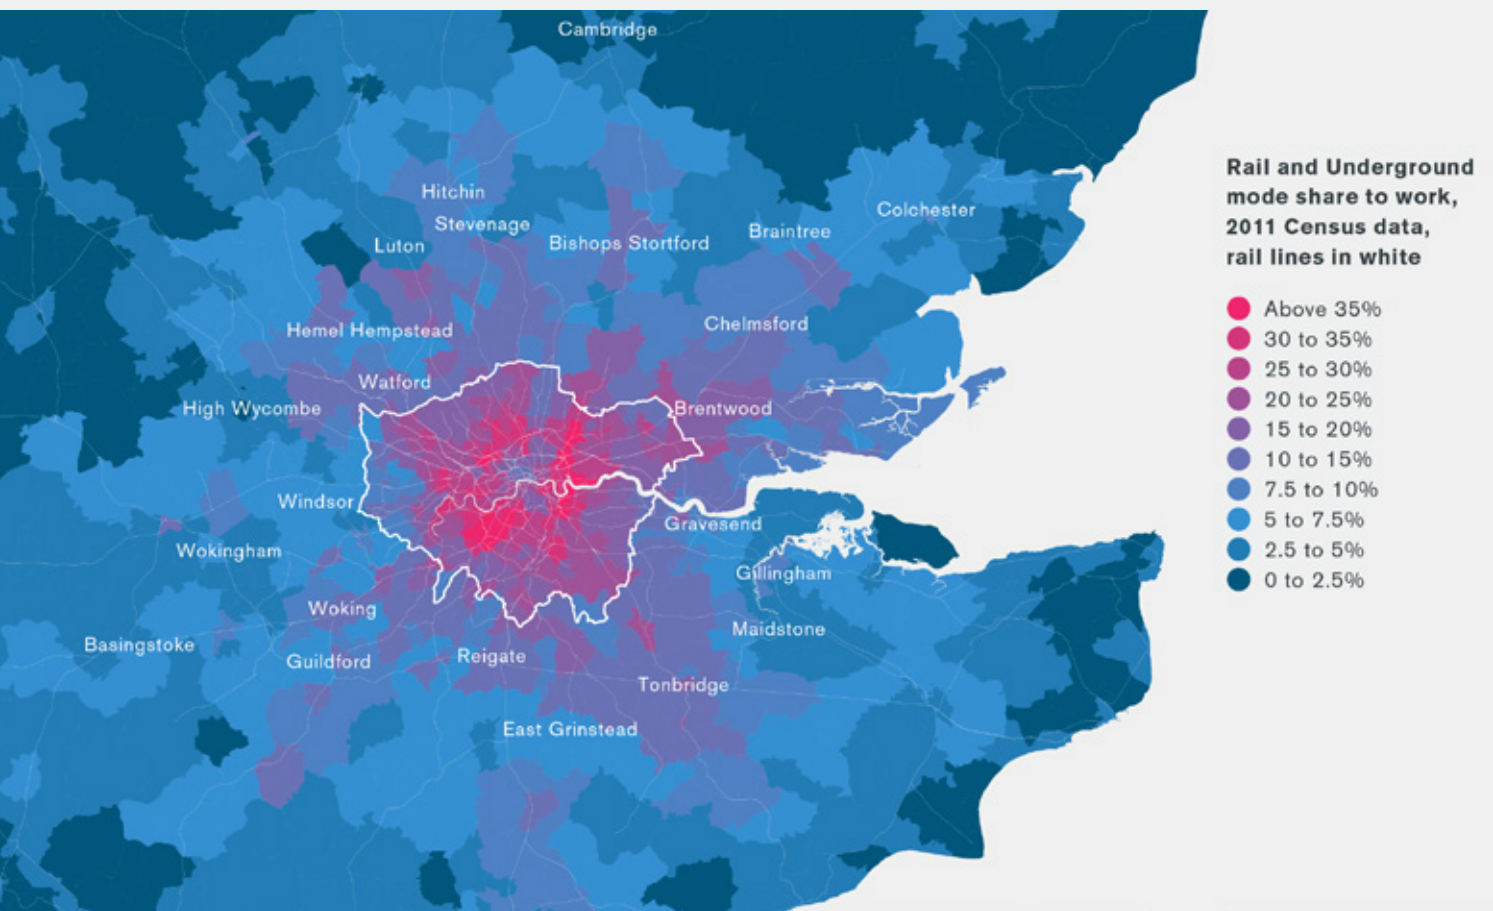 Cambridge
Hitchin
Stevenage
Luton
Bishops Stortford
Braintree
Colchester
Hemel Hempstead
Chelmsford
Watford
High Wycombe
Brentwood
Windsor
Gravesend
Wokingham
Gillingham
Woking
Maidstone
Basingstoke
Guildford
Reigate
Tonbridge
East Grinstead
Rail and Underground
mode share to work,
2011 Census data,
rail lines in white
Above 35%
30 to 35%
25 to 30%
20 to 25%
15 to 20%
10 to 15%
7.5 to 10%
5 to 7.5%
2.5 to 5%
0 to 2.5%